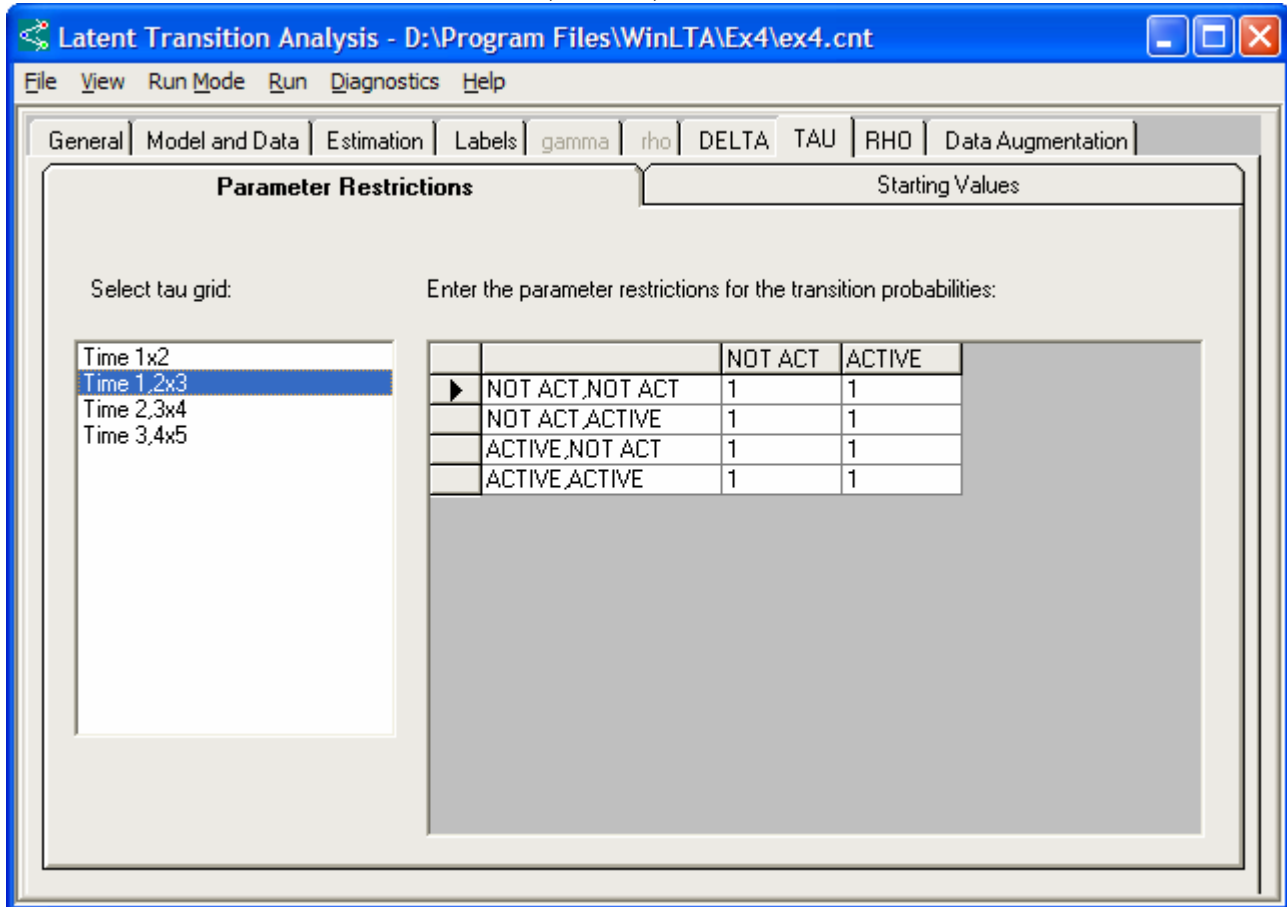 Latent Transition Analysis - D:\Program Files\WinLTA\Ex4\ex4.cnt
File View Run Mode Run Diagnostics Help
General Model and Data Estimation Labels gamma rho DELTA TAU RHO Data Augmentation
Parameter Restrictions Starting Values
Select tau grid: Enter the parameter restrictions for the transition probabilities:
Time 1x2
Time 1,2x3
Time 2,3x4
Time 3,4x5
NOT ACT ACTIVE
NOT ACT,NOT ACT 1 1
NOT ACT,ACTIVE 1 1
ACTIVE,NOT ACT 1 1
ACTIVE,ACTIVE 1 1